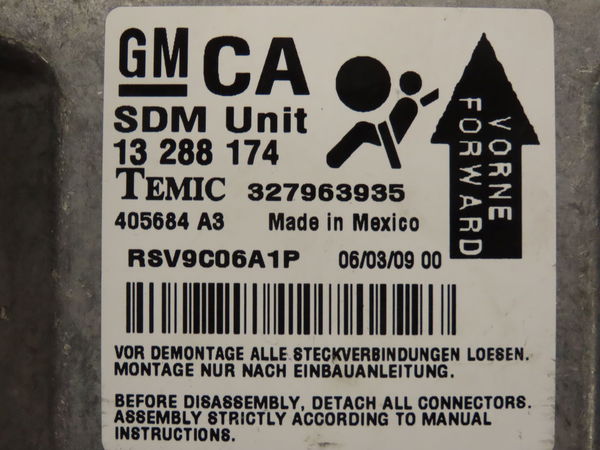 GM CA
SDM Unit
13 288 174
TEMIC 327963935
405684 A3 Made in Mexico
RSV9C06A1P 06/03/09 00
VORNE
FORWARD
VOR DEMONTAGE ALLE STECKVERBINDUNGEN LOESEN.
MONTAGE NUR NACH EINBAUANLEITUNG.
BEFORE DISASSEMBLY, DETACH ALL CONNECTORS.
ASSEMBLY STRICTLY ACCORDING TO MANUAL
INSTRUCTIONS.